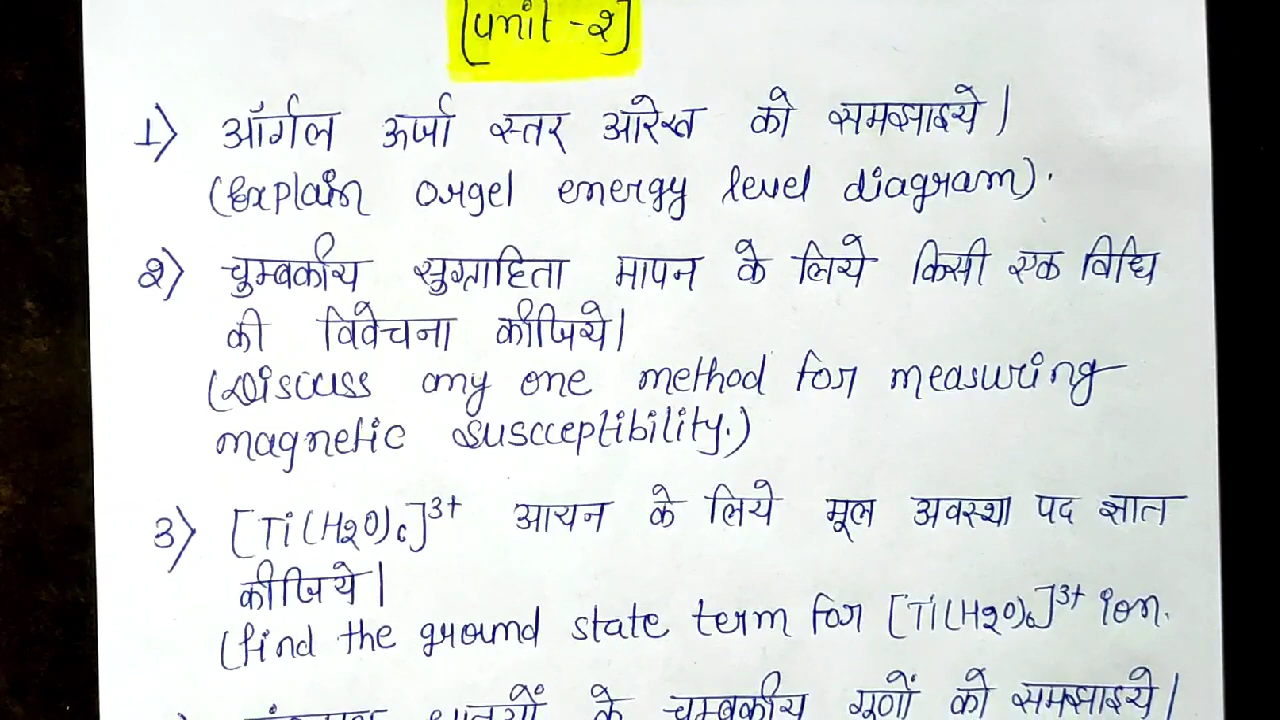 [Unit - 2]
1) ऑर्गेल ऊर्जा स्तर आरेख को समझाइये।
(Explain orgel energy level diagram).
2) चुम्बकीय सुग्राहिता मापन के लिये किसी एक विधि
की विवेचना कीजिये।
(Discuss any one method for measuring
magnetic susceptibility.)
3) [Ti(H2O)6]3+ आयन के लिये मूल अवस्था पद ज्ञात
कीजिये।
(find the ground state term for [Ti(H2O)6]3+ ion.
धातुओं के चुम्बकीय गुणों को समझाइये।